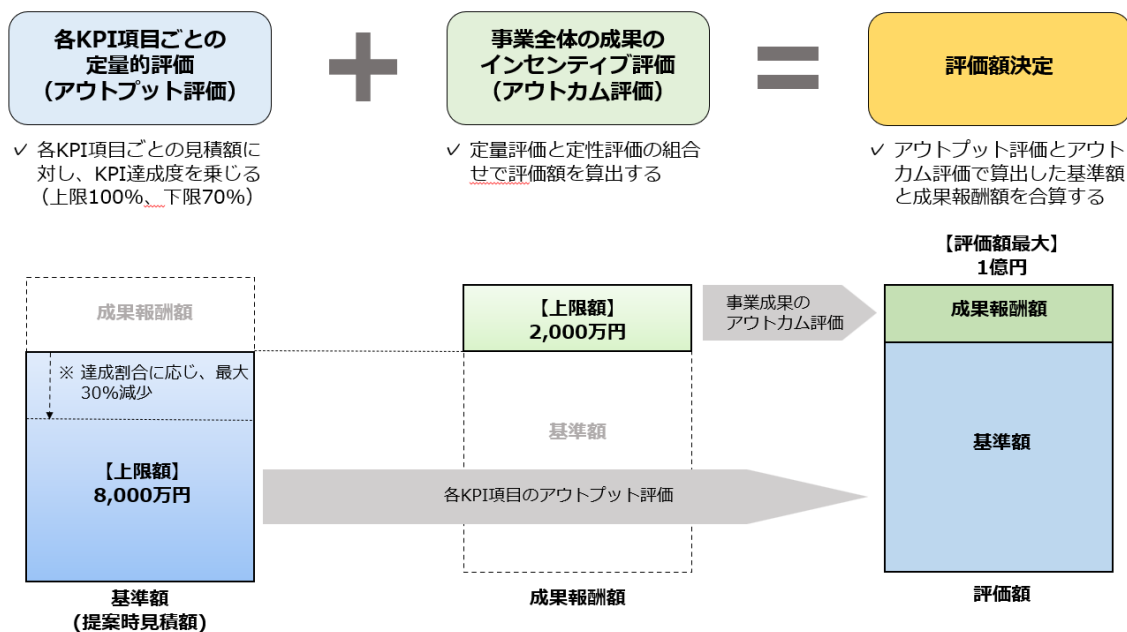 各KPI項目ごとの
定量的評価
（アウトプット評価）
事業全体の成果の
インセンティブ評価
（アウトカム評価）
評価額決定
✓ 各KPI項目ごとの見積額に
対し、KPI達成度を乗じる
（上限100%、下限70%）
✓ 定量評価と定性評価の組合
せで評価額を算出する
✓ アウトプット評価とアウト
カム評価で算出した基準額
と成果報酬額を合算する
【評価額最大】
1億円
成果報酬額
※ 達成割合に応じ、最大
30%減少
【上限額】
8,000万円
基準額
(提案時見積額)
【上限額】
2,000万円
基準額
成果報酬額
事業成果の
アウトカム評価
各KPI項目のアウトプット評価
成果報酬額
基準額
評価額